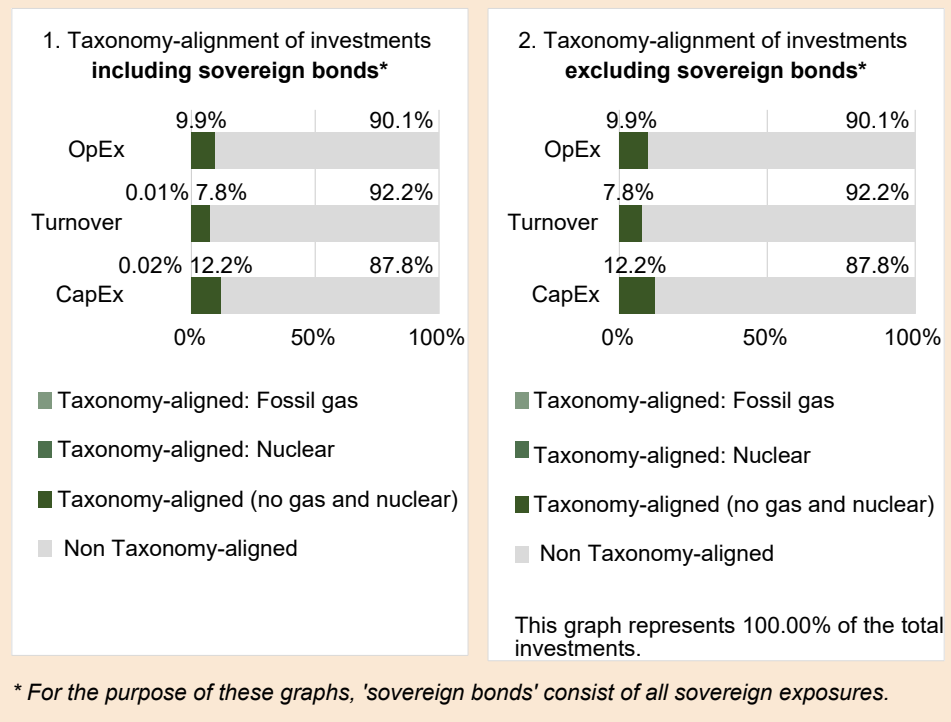 1. Taxonomy-alignment of investments
including sovereign bonds*
9.9% 90.1%
OpEx
0.01% 7.8% 92.2%
Turnover
0.02% 12.2% 87.8%
CapEx
0% 50% 100%
Taxonomy-aligned: Fossil gas
Taxonomy-aligned: Nuclear
Taxonomy-aligned (no gas and nuclear)
Non Taxonomy-aligned
2. Taxonomy-alignment of investments
excluding sovereign bonds*
9.9% 90.1%
OpEx
7.8% 92.2%
Turnover
12.2% 87.8%
CapEx
0% 50% 100%
Taxonomy-aligned: Fossil gas
Taxonomy-aligned: Nuclear
Taxonomy-aligned (no gas and nuclear)
Non Taxonomy-aligned
This graph represents 100.00% of the total
investments.
* For the purpose of these graphs, 'sovereign bonds' consist of all sovereign exposures.